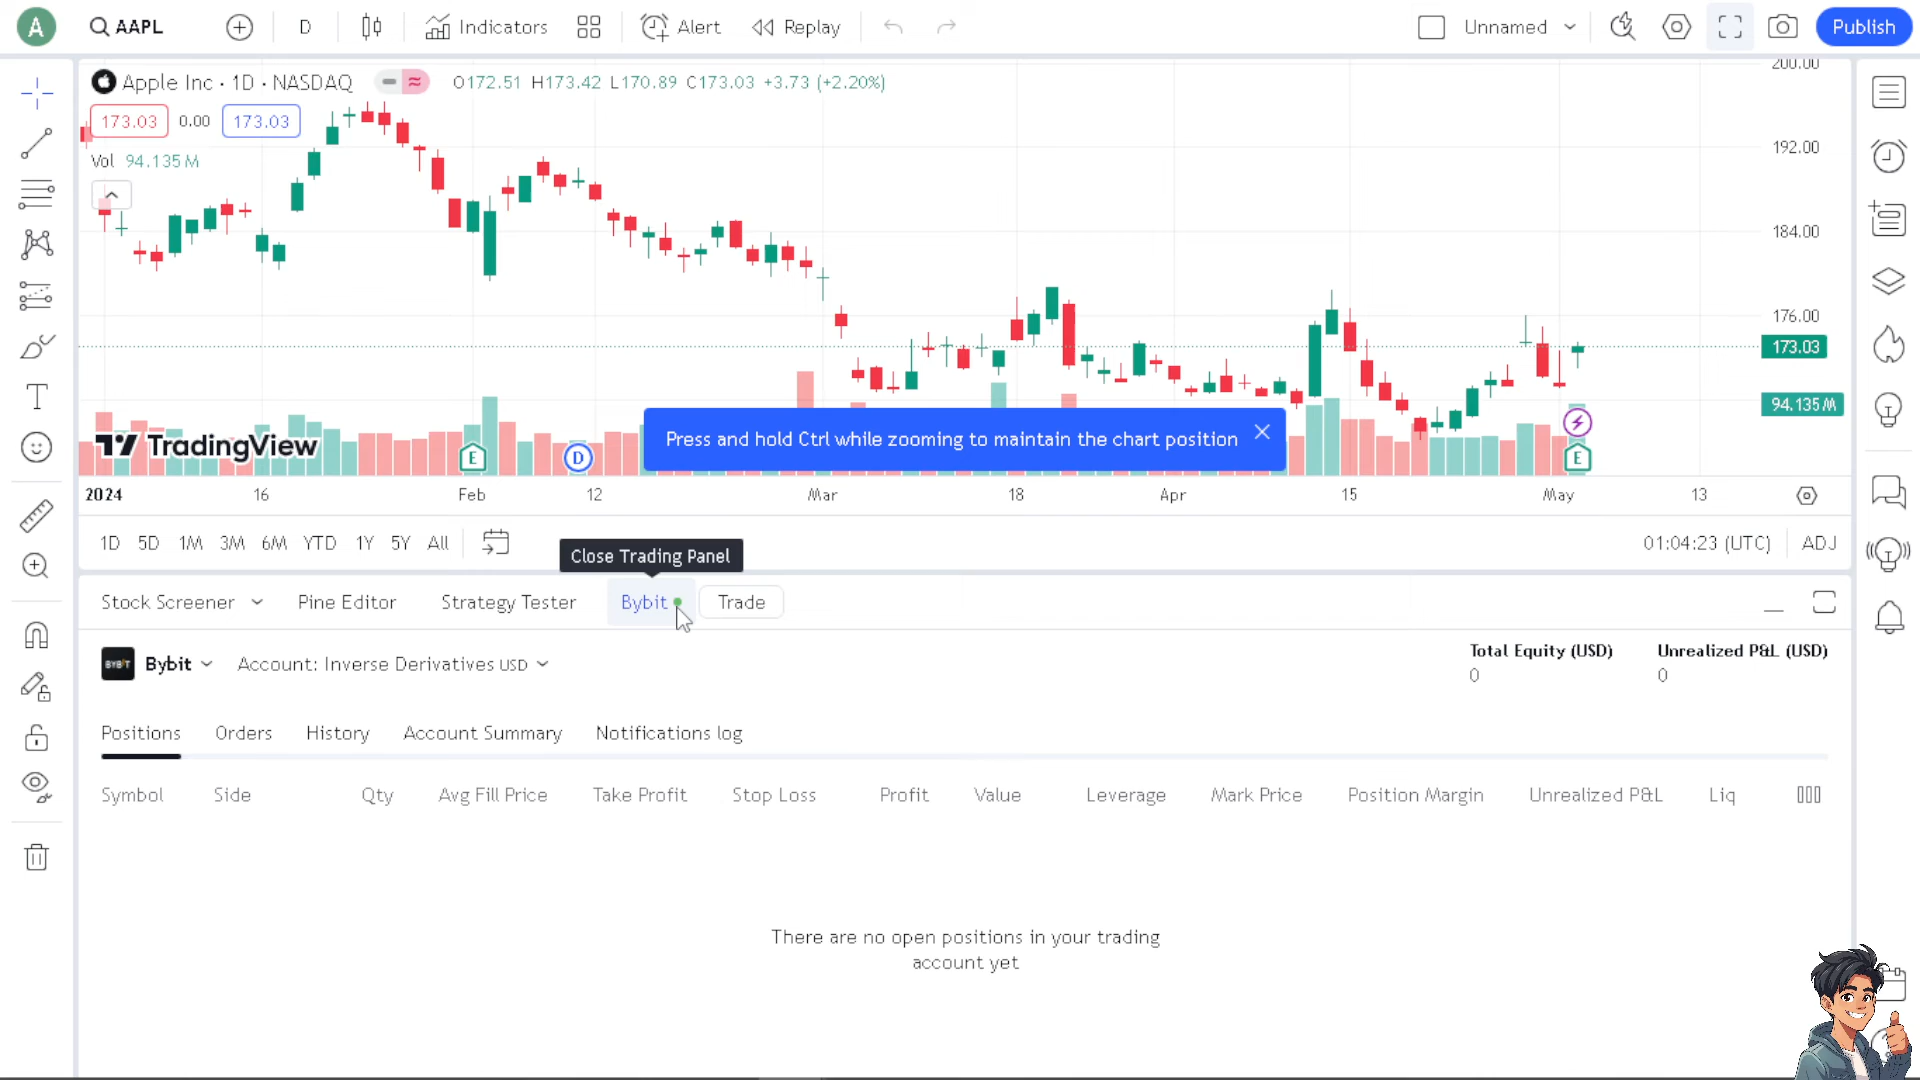 A
AAPL
D
Indicators
Alert
Replay
Unnamed
Publish
Apple Inc · 1D · NASDAQ
O172.51 H173.42 L170.89 C173.03 +3.73 (+2.20%)
173.03
0.00
173.03
Vol 94.135 M
200.00
192.00
184.00
176.00
173.03
94.135 M
TradingView
E
D
E
Press and hold Ctrl while zooming to maintain the chart position
2024
16
Feb
12
Mar
18
Apr
15
May
13
1D
5D
1M
3M
6M
YTD
1Y
5Y
All
01:04:23 (UTC)
ADJ
Close Trading Panel
Stock Screener
Pine Editor
Strategy Tester
Bybit
Trade
BYBIT
Bybit
Account: Inverse Derivatives USD
Total Equity (USD)
0
Unrealized P&L (USD)
0
Positions
Orders
History
Account Summary
Notifications log
Symbol
Side
Qty
Avg Fill Price
Take Profit
Stop Loss
Profit
Value
Leverage
Mark Price
Position Margin
Unrealized P&L
Liq
There are no open positions in your trading
account yet